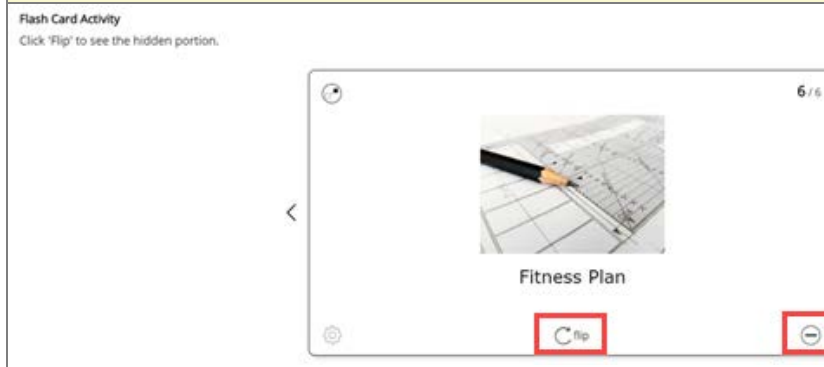 Flash Card Activity
Click 'Flip' to see the hidden portion.
6 / 6
Fitness Plan
flip